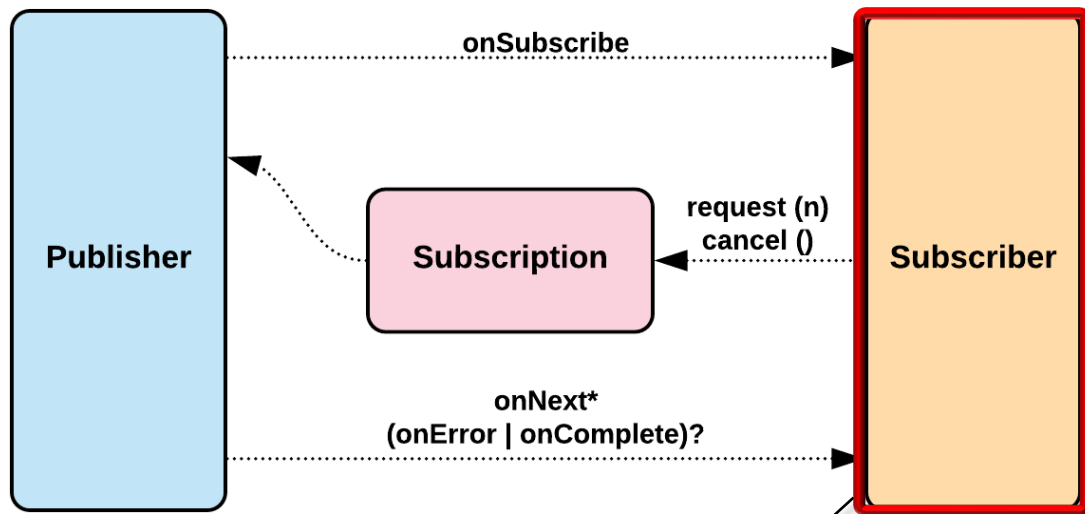 onSubscribe
Publisher
Subscription
request (n)
cancel ()
Subscriber
onNext*
(onError | onComplete)?